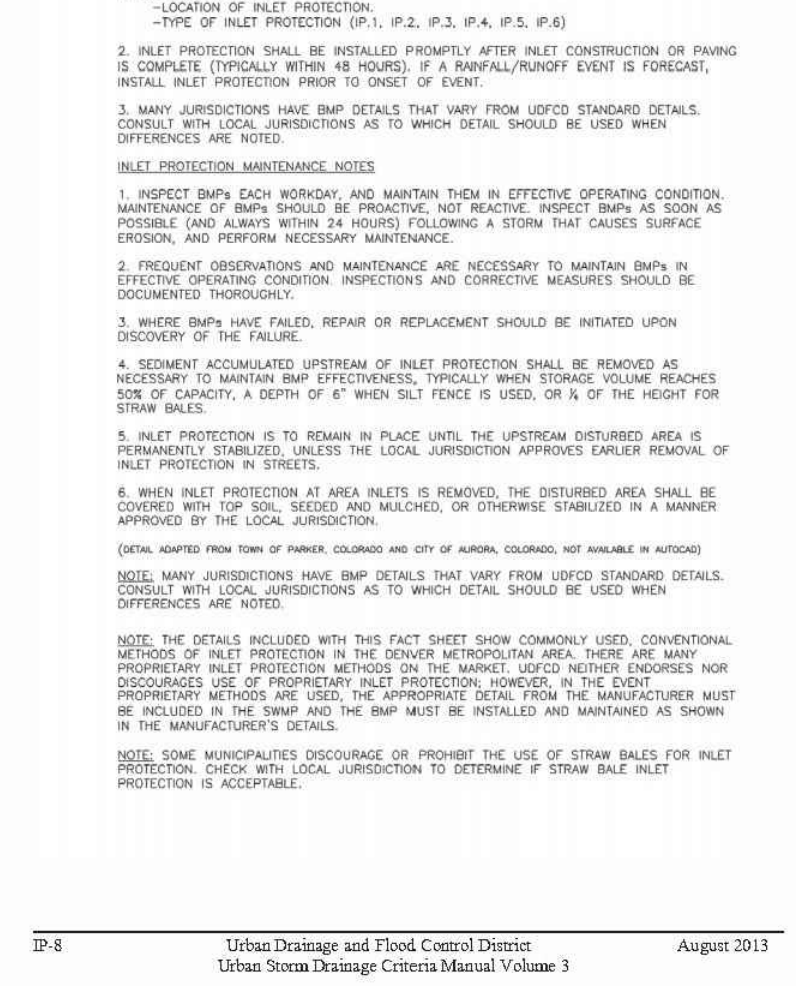 -LOCATION OF INLET PROTECTION.
-TYPE OF INLET PROTECTION (IP.1, IP.2, IP.3, IP.4, IP.5, IP.6)
2. INLET PROTECTION SHALL BE INSTALLED PROMPTLY AFTER INLET CONSTRUCTION OR PAVING
IS COMPLETE (TYPICALLY WITHIN 48 HOURS). IF A RAINFALL/RUNOFF EVENT IS FORECAST,
INSTALL INLET PROTECTION PRIOR TO ONSET OF EVENT.
3. MANY JURISDICTIONS HAVE BMP DETAILS THAT VARY FROM UDFCD STANDARD DETAILS.
CONSULT WITH LOCAL JURISDICTIONS AS TO WHICH DETAIL SHOULD BE USED WHEN
DIFFERENCES ARE NOTED.
INLET PROTECTION MAINTENANCE NOTES
1. INSPECT BMPs EACH WORKDAY, AND MAINTAIN THEM IN EFFECTIVE OPERATING CONDITION.
MAINTENANCE OF BMPs SHOULD BE PROACTIVE, NOT REACTIVE. INSPECT BMPs AS SOON AS
POSSIBLE (AND ALWAYS WITHIN 24 HOURS) FOLLOWING A STORM THAT CAUSES SURFACE
EROSION, AND PERFORM NECESSARY MAINTENANCE.
2. FREQUENT OBSERVATIONS AND MAINTENANCE ARE NECESSARY TO MAINTAIN BMPs IN
EFFECTIVE OPERATING CONDITION. INSPECTIONS AND CORRECTIVE MEASURES SHOULD BE
DOCUMENTED THOROUGHLY.
3. WHERE BMPs HAVE FAILED, REPAIR OR REPLACEMENT SHOULD BE INITIATED UPON
DISCOVERY OF THE FAILURE.
4. SEDIMENT ACCUMULATED UPSTREAM OF INLET PROTECTION SHALL BE REMOVED AS
NECESSARY TO MAINTAIN BMP EFFECTIVENESS, TYPICALLY WHEN STORAGE VOLUME REACHES
50% OF CAPACITY, A DEPTH OF 6" WHEN SILT FENCE IS USED, OR ¼ OF THE HEIGHT FOR
STRAW BALES.
5. INLET PROTECTION IS TO REMAIN IN PLACE UNTIL THE UPSTREAM DISTURBED AREA IS
PERMANENTLY STABILIZED, UNLESS THE LOCAL JURISDICTION APPROVES EARLIER REMOVAL OF
INLET PROTECTION IN STREETS.
6. WHEN INLET PROTECTION AT AREA INLETS IS REMOVED, THE DISTURBED AREA SHALL BE
COVERED WITH TOP SOIL, SEEDED AND MULCHED, OR OTHERWISE STABILIZED IN A MANNER
APPROVED BY THE LOCAL JURISDICTION.
(DETAIL ADAPTED FROM TOWN OF PARKER, COLORADO AND CITY OF AURORA, COLORADO, NOT AVAILABLE IN AUTOCAD)
NOTE: MANY JURISDICTIONS HAVE BMP DETAILS THAT VARY FROM UDFCD STANDARD DETAILS.
CONSULT WITH LOCAL JURISDICTIONS AS TO WHICH DETAIL SHOULD BE USED WHEN
DIFFERENCES ARE NOTED.
NOTE: THE DETAILS INCLUDED WITH THIS FACT SHEET SHOW COMMONLY USED, CONVENTIONAL
METHODS OF INLET PROTECTION IN THE DENVER METROPOLITAN AREA. THERE ARE MANY
PROPRIETARY INLET PROTECTION METHODS ON THE MARKET. UDFCD NEITHER ENDORSES NOR
DISCOURAGES USE OF PROPRIETARY INLET PROTECTION; HOWEVER, IN THE EVENT
PROPRIETARY METHODS ARE USED, THE APPROPRIATE DETAIL FROM THE MANUFACTURER MUST
BE INCLUDED IN THE SWMP AND THE BMP MUST BE INSTALLED AND MAINTAINED AS SHOWN
IN THE MANUFACTURER'S DETAILS.
NOTE: SOME MUNICIPALITIES DISCOURAGE OR PROHIBIT THE USE OF STRAW BALES FOR INLET
PROTECTION. CHECK WITH LOCAL JURISDICTION TO DETERMINE IF STRAW BALE INLET
PROTECTION IS ACCEPTABLE.
IP-8 Urban Drainage and Flood Control District August 2013
Urban Storm Drainage Criteria Manual Volume 3